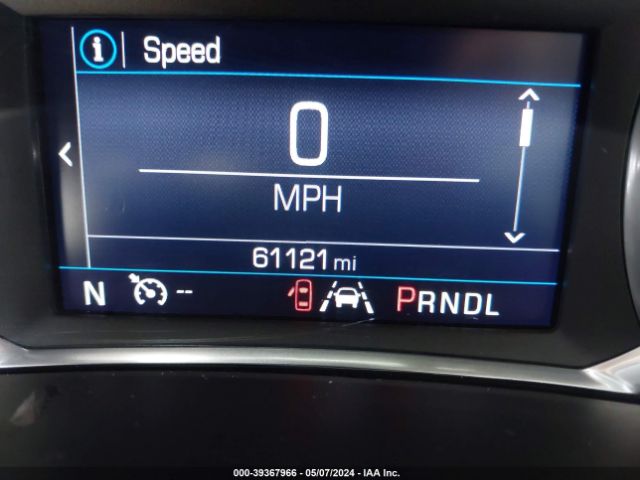 i Speed
0
MPH
61121 mi
N -- PRNDL
000-39367966 - 05/07/2024 - IAA Inc.